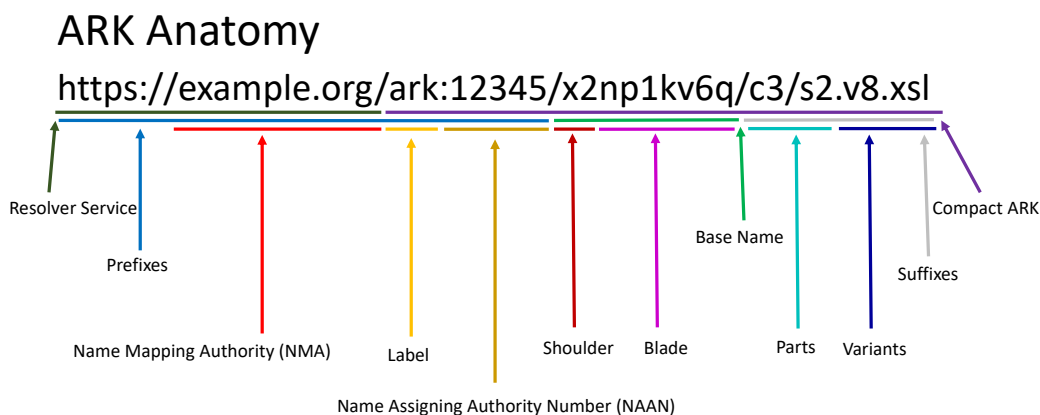 ARK Anatomy
https://example.org/ark:12345/x2np1kv6q/c3/s2.v8.xsl
Resolver Service
Compact ARK
Base Name
Prefixes
Suffixes
Name Mapping Authority (NMA)
Label
Shoulder
Blade
Parts
Variants
Name Assigning Authority Number (NAAN)